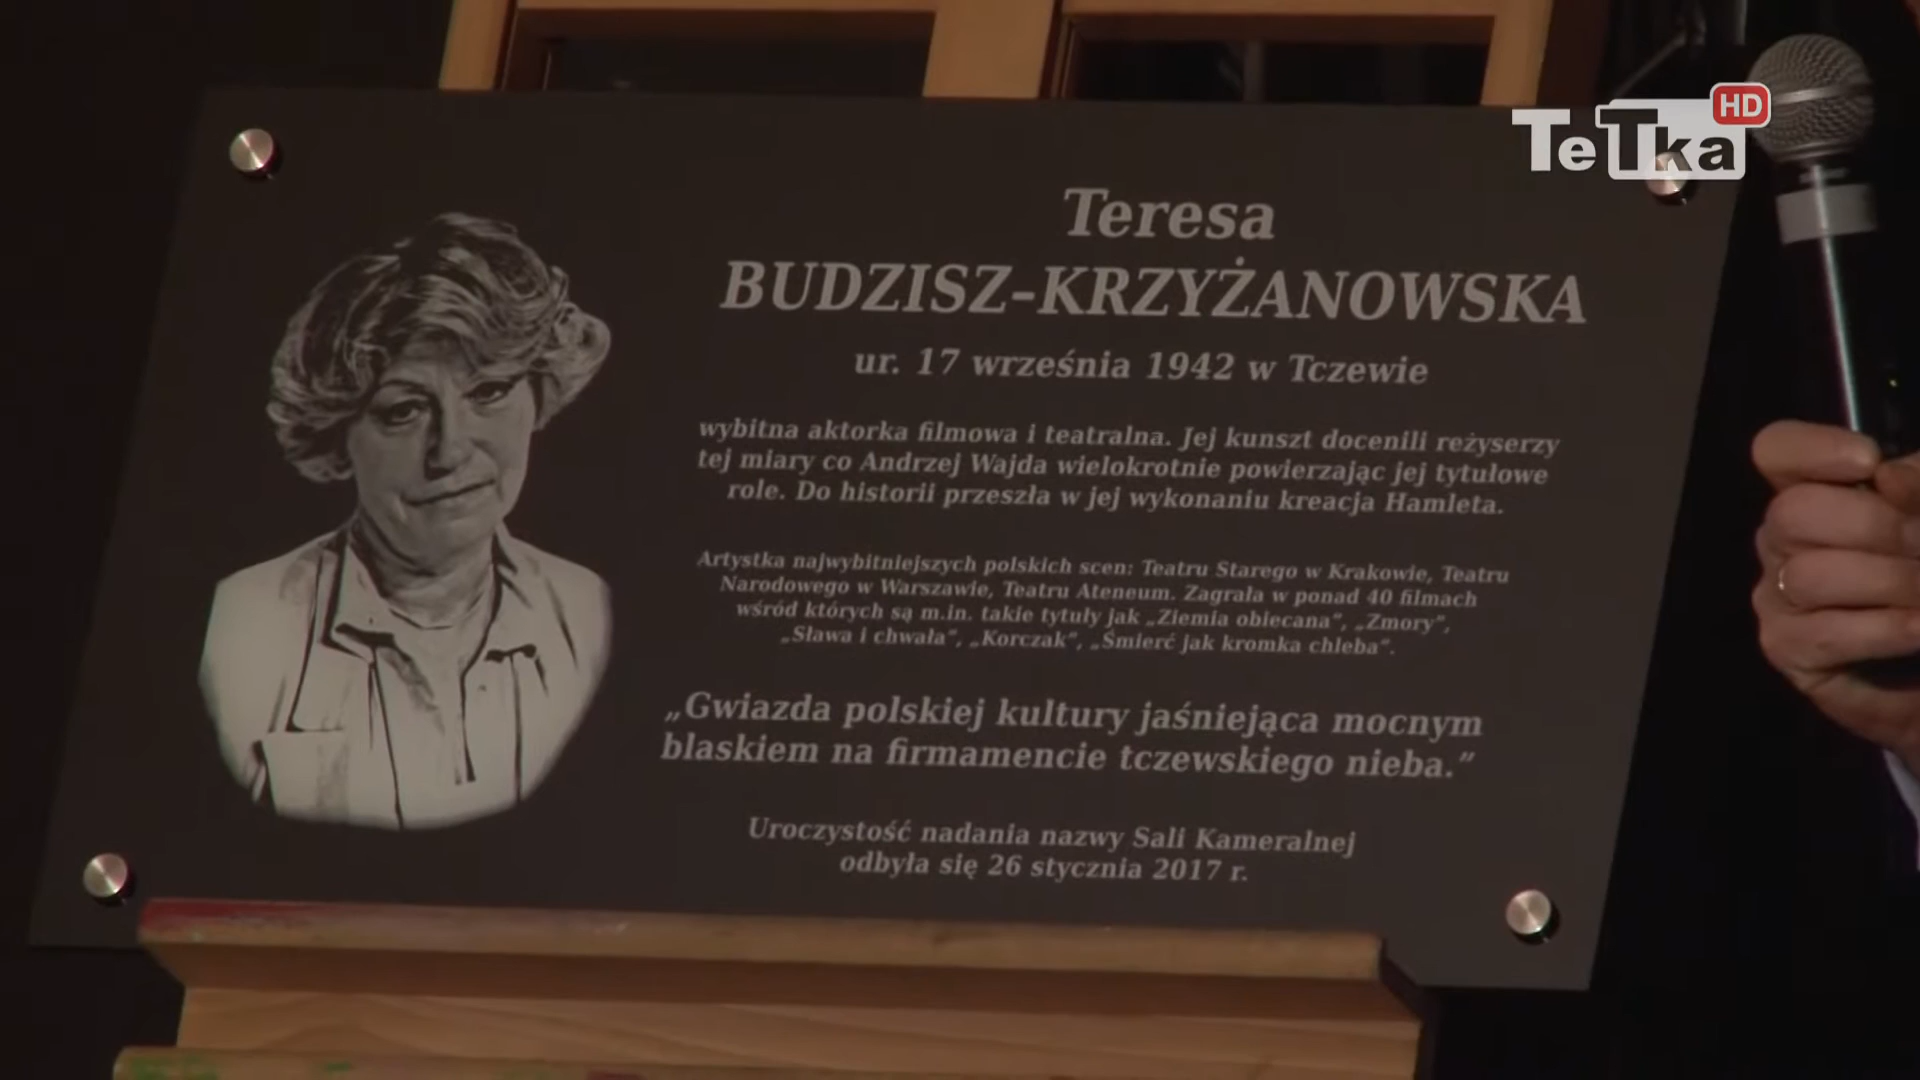 TeTka HD
Teresa
BUDZISZ-KRZYŻANOWSKA
ur. 17 września 1942 w Tczewie
wybitna aktorka filmowa i teatralna. Jej kunszt docenili reżyserzy
tej miary co Andrzej Wajda wielokrotnie powierzając jej tytułowe
role. Do historii przeszła w jej wykonaniu kreacja Hamleta.
Artystka najwybitniejszych polskich scen: Teatru Starego w Krakowie, Teatru
Narodowego w Warszawie, Teatru Ateneum. Zagrała w ponad 40 filmach
wśród których są m.in. takie tytuły jak „Ziemia obiecana”, „Zmory”,
„Sława i chwała”, „Korczak”, „Śmierć jak kromka chleba”.
„Gwiazda polskiej kultury jaśniejąca mocnym
blaskiem na firmamencie tczewskiego nieba.”
Uroczystość nadania nazwy Sali Kameralnej
odbyła się 26 stycznia 2017 r.